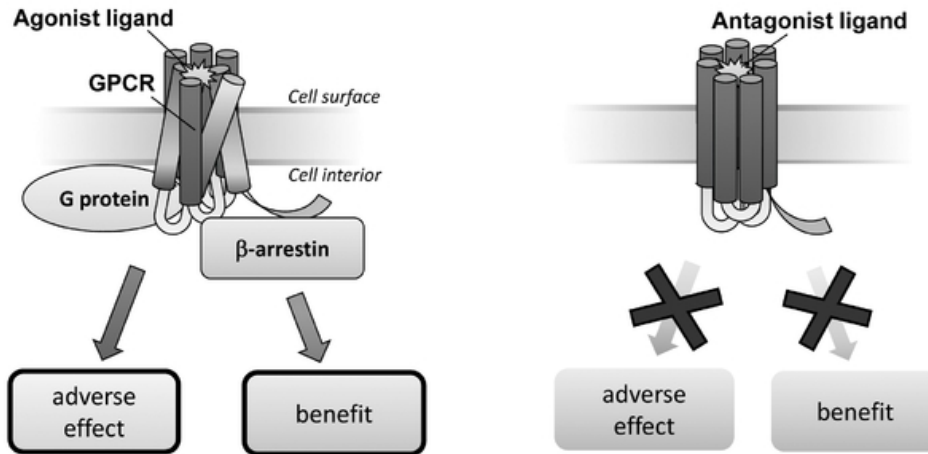 Agonist ligand
GPCR
Cell surface
Cell interior
G protein
β-arrestin
adverse
effect
benefit
Antagonist ligand
adverse
effect
benefit